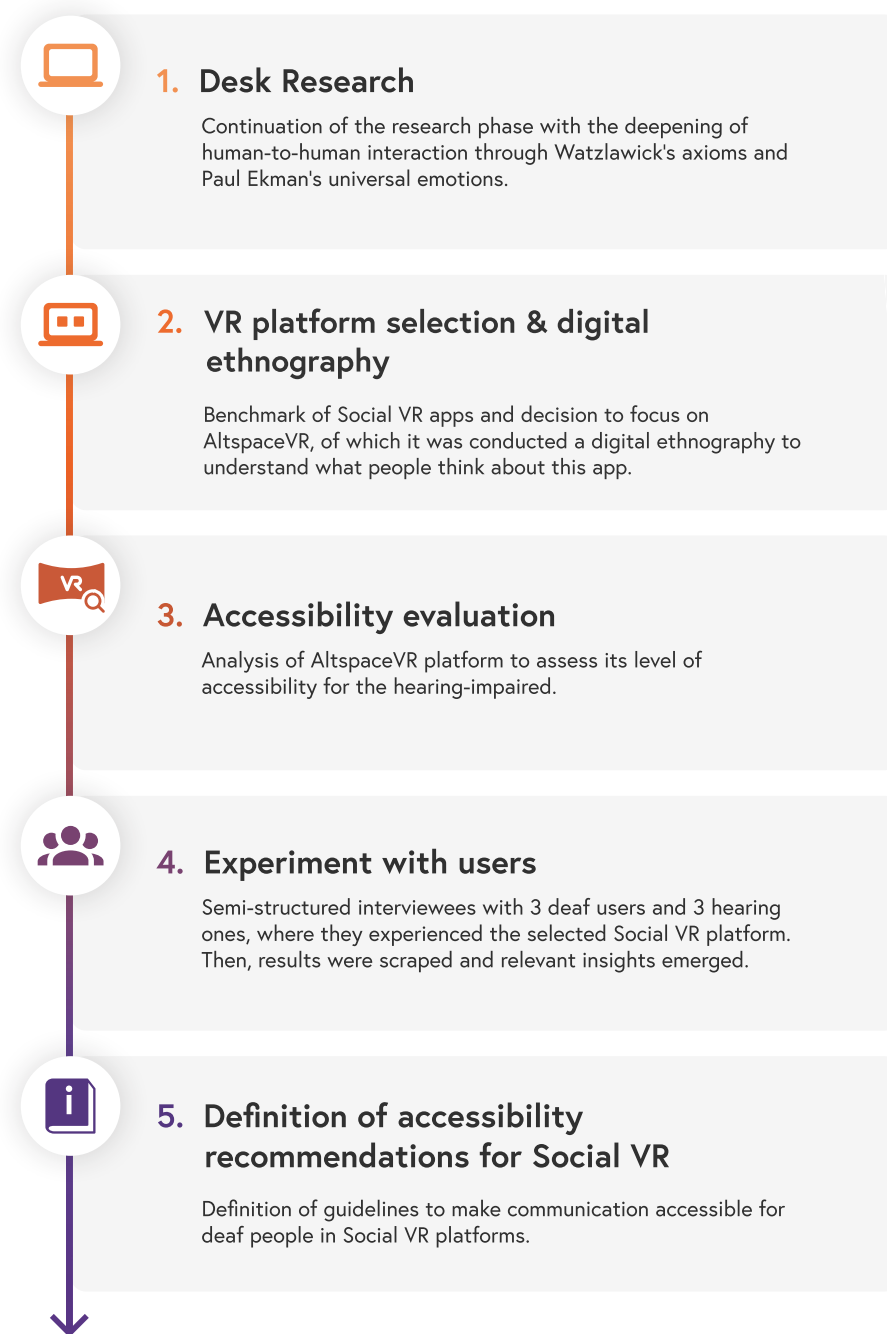 1. Desk Research
Continuation of the research phase with the deepening of
human-to-human interaction through Watzlawick's axioms and
Paul Ekman's universal emotions.
2. VR platform selection & digital
ethnography
Benchmark of Social VR apps and decision to focus on
AltspaceVR, of which it was conducted a digital ethnography to
understand what people think about this app.
VR
3. Accessibility evaluation
Analysis of AltspaceVR platform to assess its level of
accessibility for the hearing-impaired.
4. Experiment with users
Semi-structured interviewees with 3 deaf users and 3 hearing
ones, where they experienced the selected Social VR platform.
Then, results were scraped and relevant insights emerged.
i
5. Definition of accessibility
recommendations for Social VR
Definition of guidelines to make communication accessible for
deaf people in Social VR platforms.